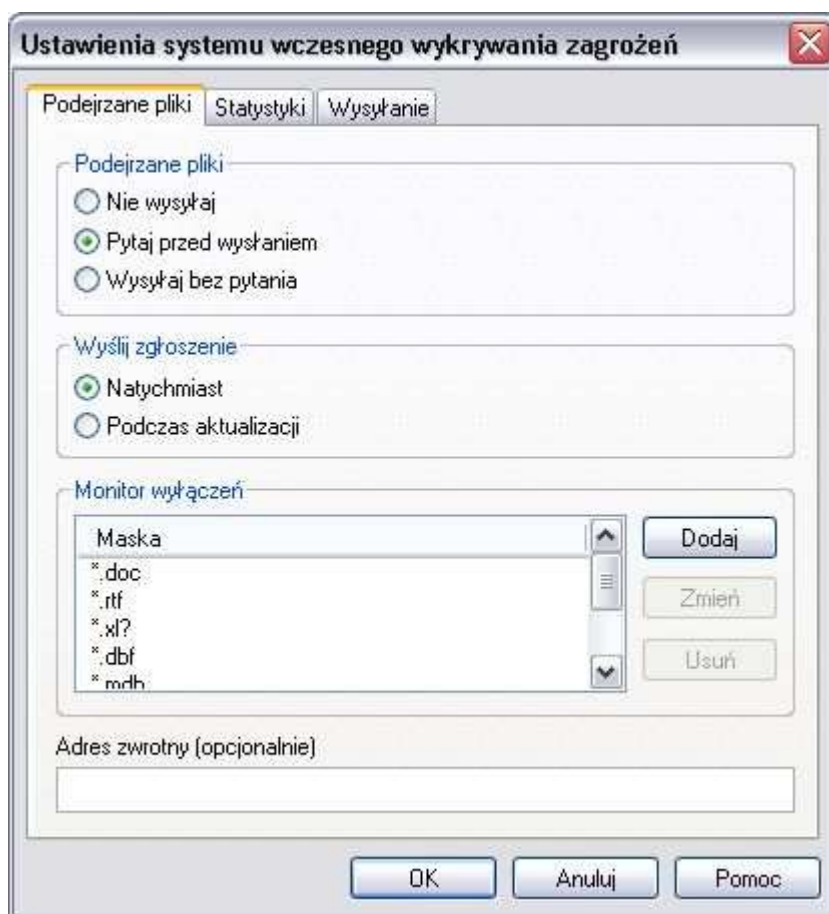 Ustawienia systemu wczesnego wykrywania zagrożeń
Podejrzane pliki Statystyki Wysyłanie
Podejrzane pliki
Nie wysyłaj
Pytaj przed wysłaniem
Wysyłaj bez pytania
Wyślij zgłoszenie
Natychmiast
Podczas aktualizacji
Monitor wyłączeń
Maska
*.doc
*.rtf
*.xl?
*.dbf
*.mdb
Dodaj
Zmień
Usuń
Adres zwrotny (opcjonalnie)
OK Anuluj Pomoc